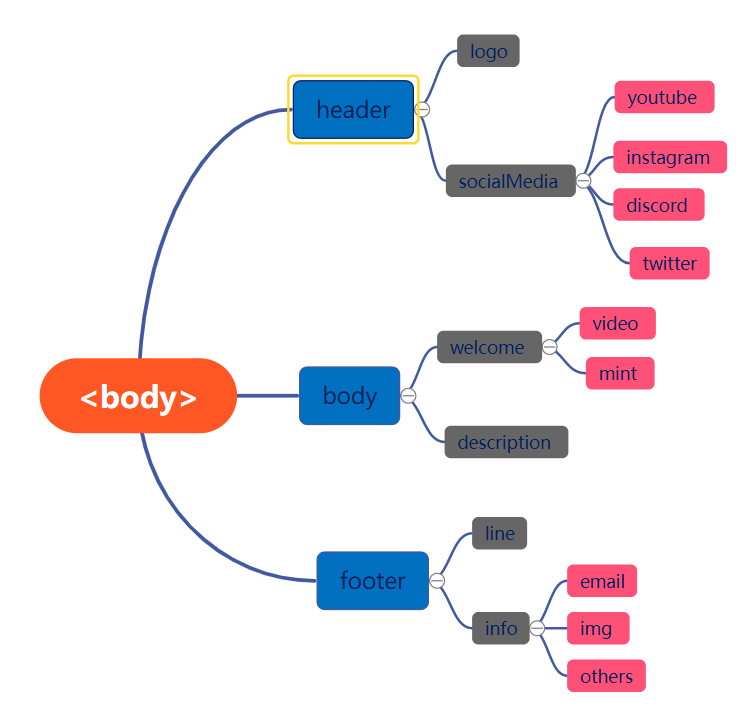 <body>
header
logo
socialMedia
youtube
instagram
discord
twitter
body
welcome
video
mint
description
footer
line
info
email
img
others